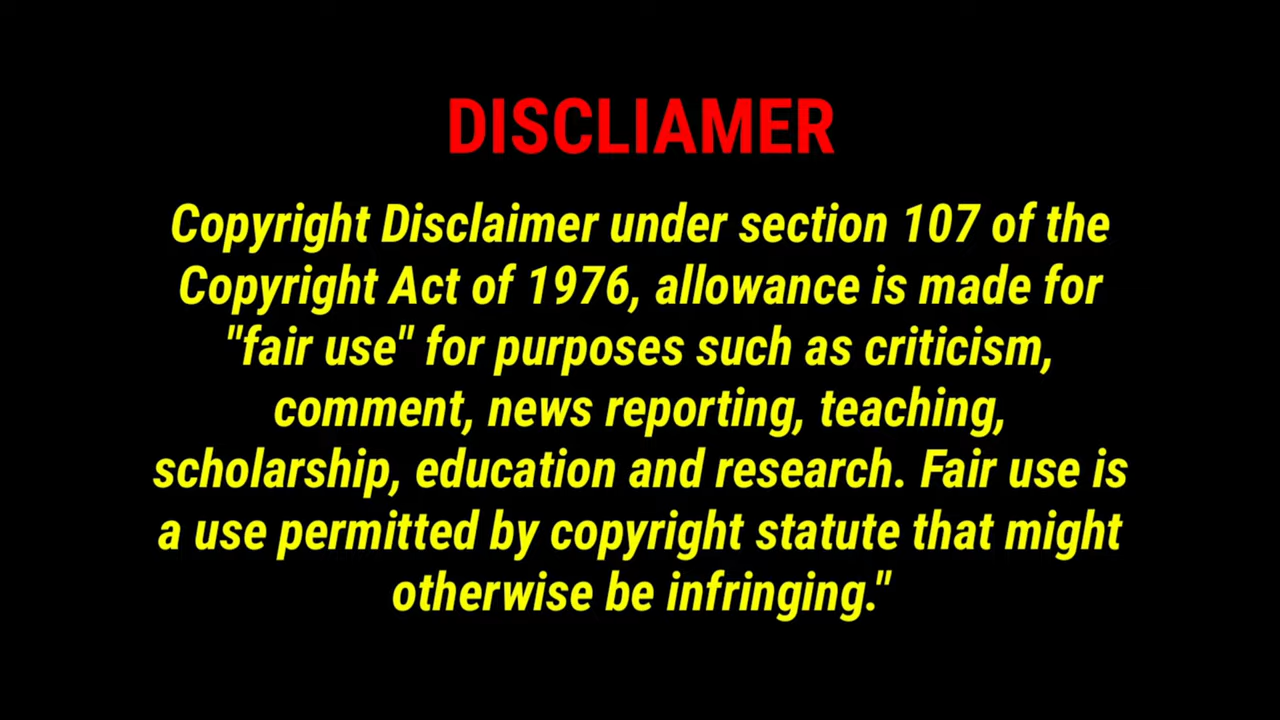 DISCLIAMER
Copyright Disclaimer under section 107 of the
Copyright Act of 1976, allowance is made for
"fair use" for purposes such as criticism,
comment, news reporting, teaching,
scholarship, education and research. Fair use is
a use permitted by copyright statute that might
otherwise be infringing."